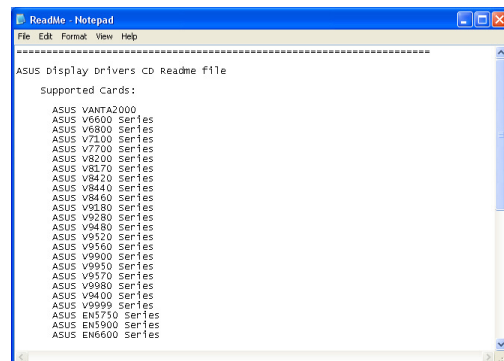 ReadMe - Notepad
File Edit Format View Help
=====================================================================
ASUS Display Drivers CD Readme file
Supported Cards:
ASUS VANTA2000
ASUS V6600 Series
ASUS V6800 Series
ASUS V7100 Series
ASUS V7700 Series
ASUS V8200 Series
ASUS V8170 Series
ASUS V8420 Series
ASUS V8440 Series
ASUS V8460 Series
ASUS V9180 Series
ASUS V9280 Series
ASUS V9480 Series
ASUS V9520 Series
ASUS V9560 Series
ASUS V9900 Series
ASUS V9950 Series
ASUS V9570 Series
ASUS V9980 Series
ASUS V9400 Series
ASUS V9999 Series
ASUS EN5750 Series
ASUS EN5900 Series
ASUS EN6600 Series